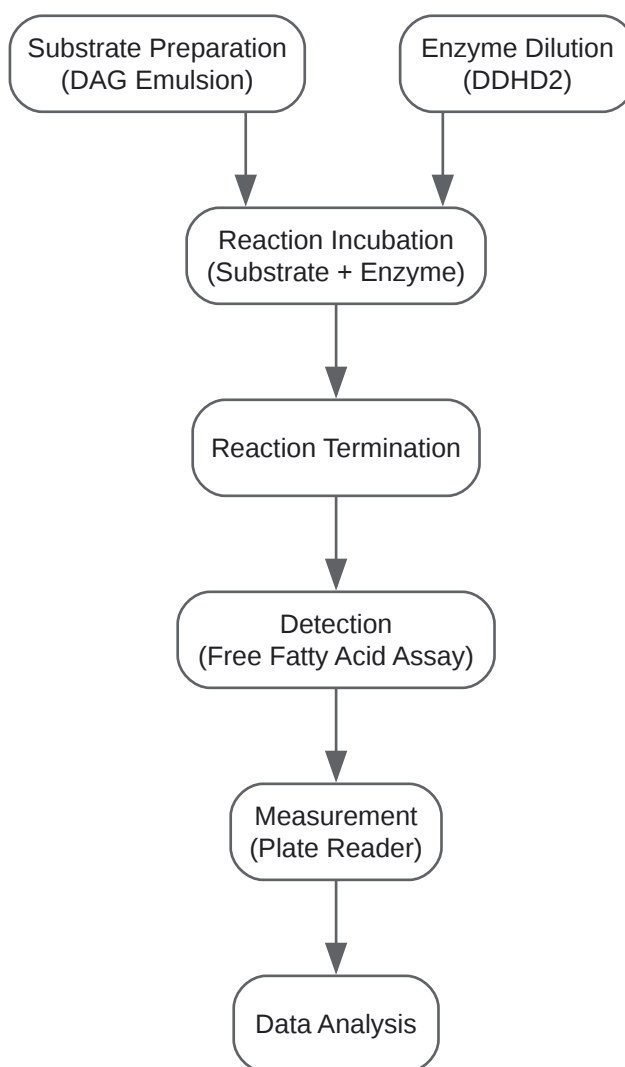 Substrate Preparation
(DAG Emulsion)
Enzyme Dilution
(DDHD2)
Reaction Incubation
(Substrate + Enzyme)
Reaction Termination
Detection
(Free Fatty Acid Assay)
Measurement
(Plate Reader)
Data Analysis